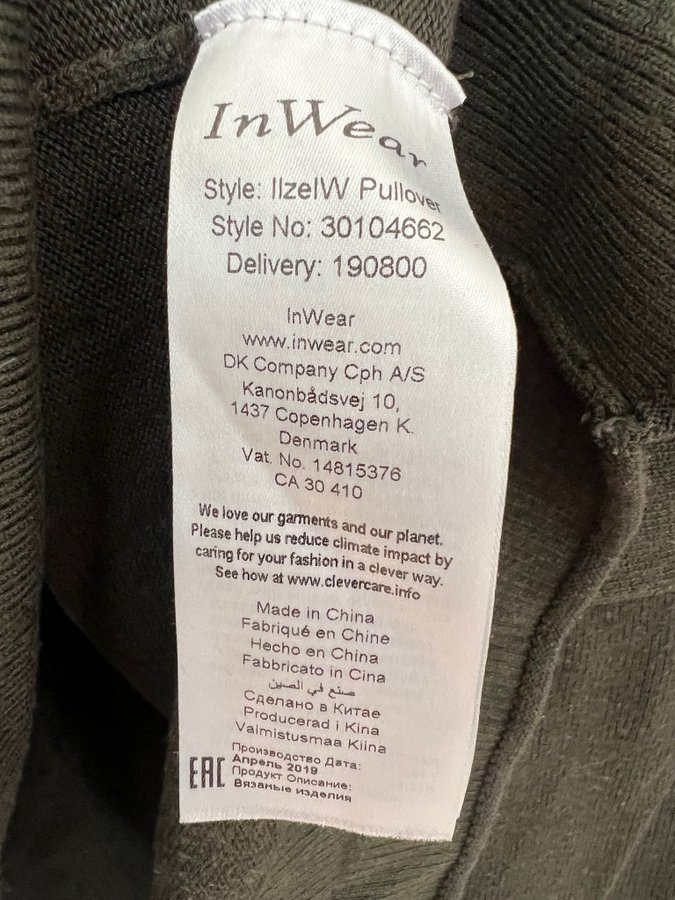 InWear
Style: IlzeIW Pullover
Style No: 30104662
Delivery: 190800
InWear
www.inwear.com
DK Company Cph A/S
Kanonbådsvej 10,
1437 Copenhagen K.
Denmark
Vat. No. 14815376
CA 30 410
We love our garments and our planet.
Please help us reduce climate impact by
caring for your fashion in a clever way.
See how at www.clevercare.info
Made in China
Fabriqué en Chine
Hecho en China
Fabbricato in Cina
صنع في الصين
Сделано в Китае
Producerad i Kina
Valmistusmaa Kiina
EAC
Производство Дата:
Апрель 2019
Продукт Описание:
Вязаные изделия